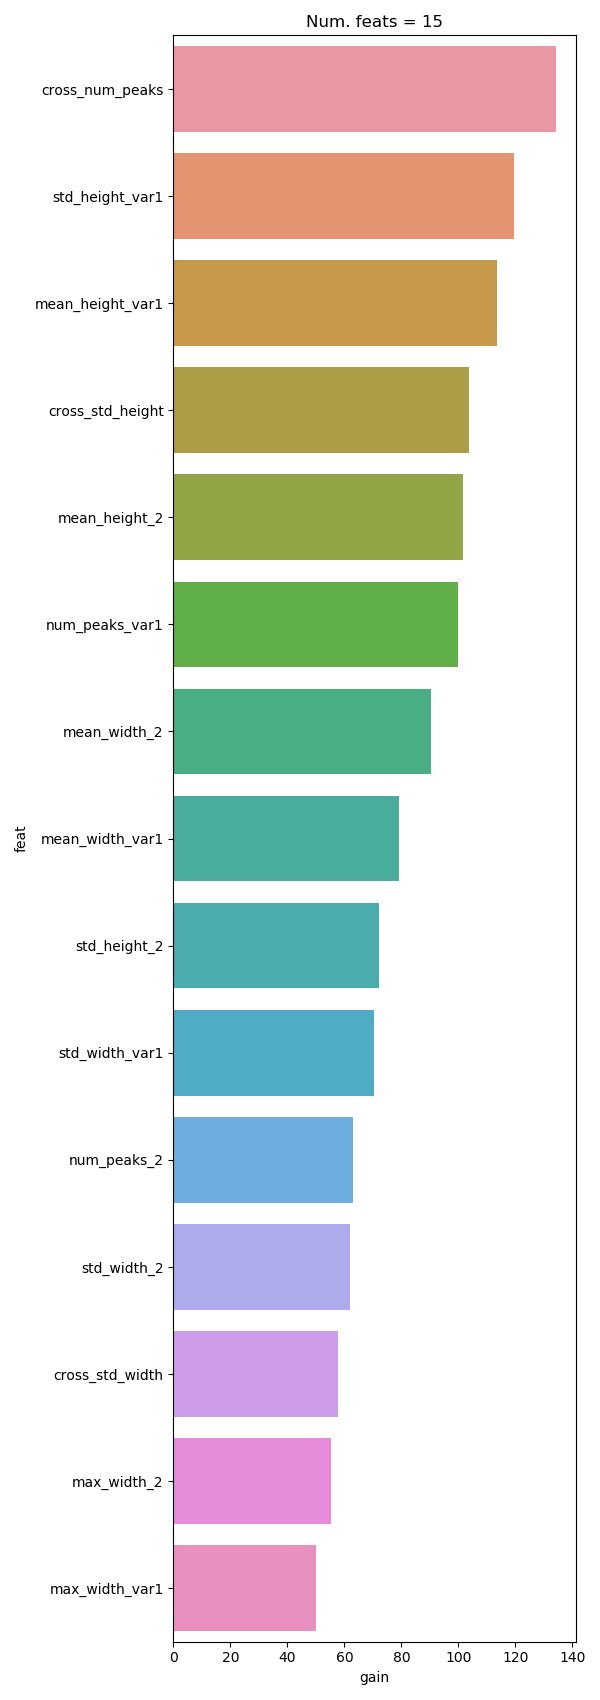 Num. feats = 15
cross_num_peaks
std_height_var1
mean_height_var1
cross_std_height
mean_height_2
num_peaks_var1
mean_width_2
feat
mean_width_var1
std_height_2
std_width_var1
num_peaks_2
std_width_2
cross_std_width
max_width_2
max_width_var1
0 20 40 60 80 100 120 140
gain